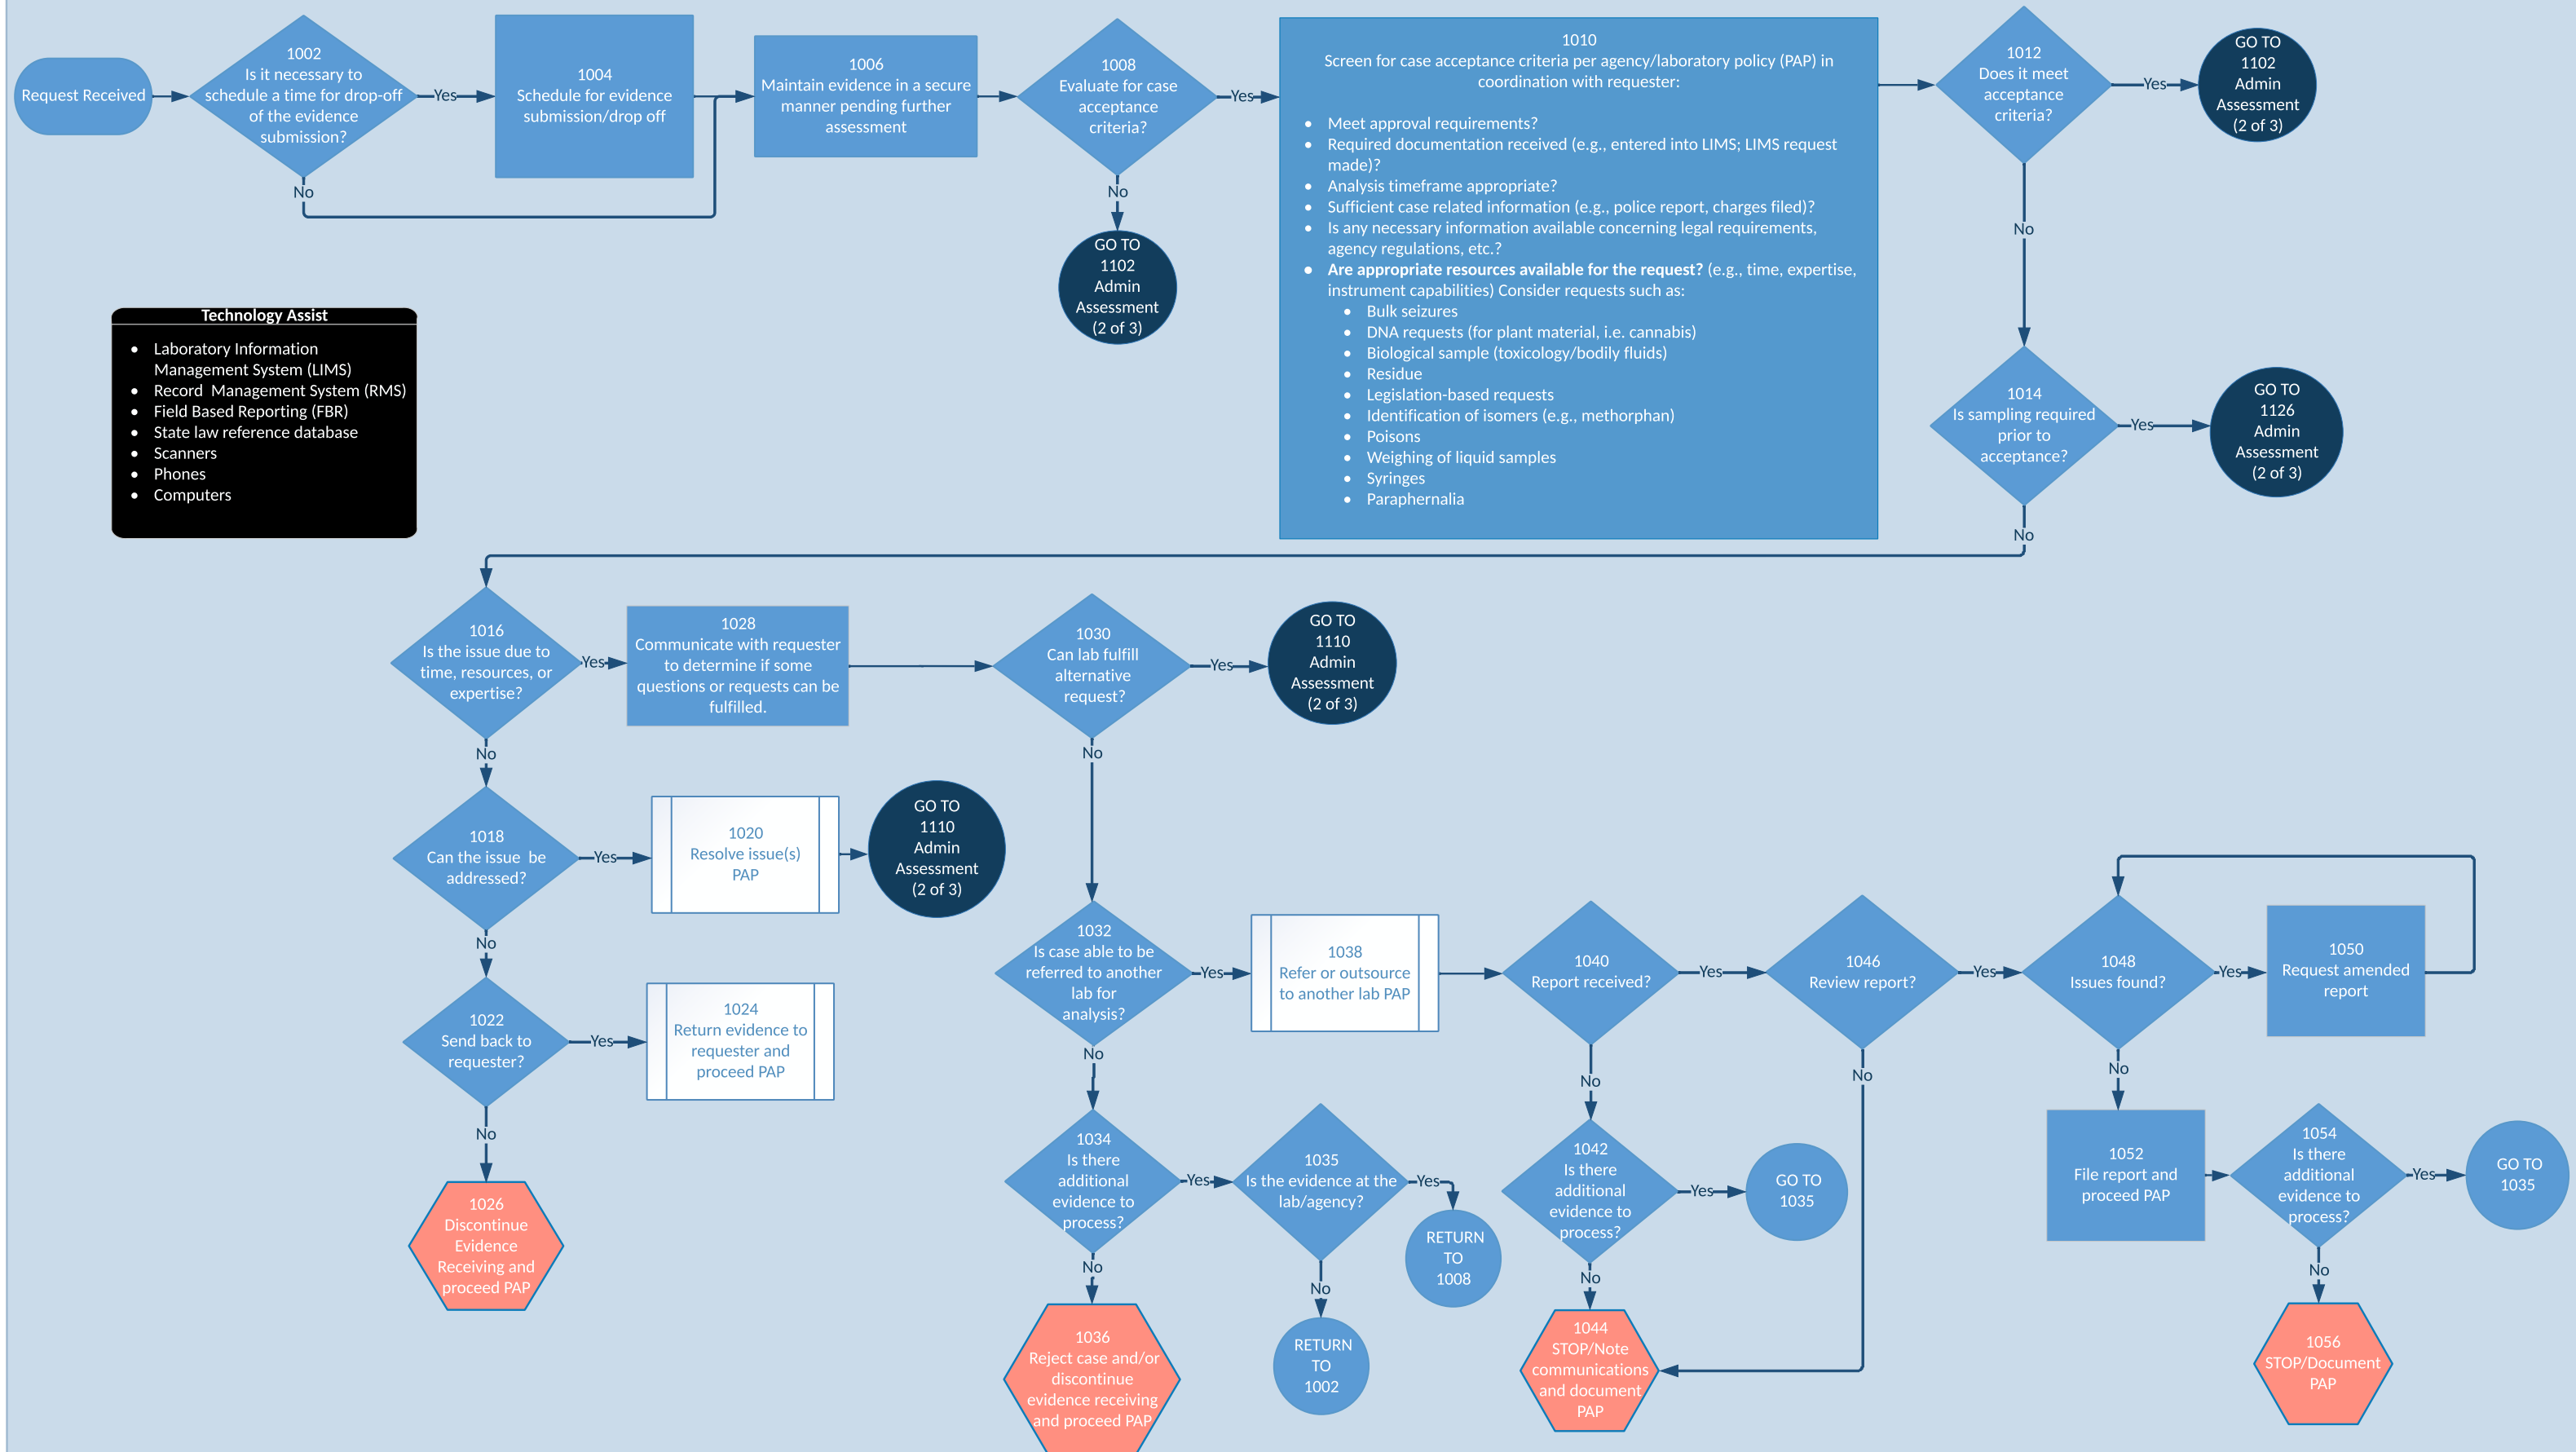 Request Received
1002
Is it necessary to
schedule a time for drop-off
of the evidence
submission?
Yes
No
1004
Schedule for evidence
submission/drop off
1006
Maintain evidence in a secure
manner pending further
assessment
1008
Evaluate for case
acceptance
criteria?
Yes
No
GO TO
1102
Admin
Assessment
(2 of 3)
1010
Screen for case acceptance criteria per agency/laboratory policy (PAP) in
coordination with requester:
• Meet approval requirements?
• Required documentation received (e.g., entered into LIMS; LIMS request
made)?
• Analysis timeframe appropriate?
• Sufficient case related information (e.g., police report, charges filed)?
• Is any necessary information available concerning legal requirements,
agency regulations, etc.?
• Are appropriate resources available for the request? (e.g., time, expertise,
instrument capabilities) Consider requests such as:
• Bulk seizures
• DNA requests (for plant material, i.e. cannabis)
• Biological sample (toxicology/bodily fluids)
• Residue
• Legislation-based requests
• Identification of isomers (e.g., methorphan)
• Poisons
• Weighing of liquid samples
• Syringes
• Paraphernalia
1012
Does it meet
acceptance
criteria?
Yes
No
GO TO
1102
Admin
Assessment
(2 of 3)
1014
Is sampling required
prior to
acceptance?
Yes
No
GO TO
1126
Admin
Assessment
(2 of 3)
Technology Assist
• Laboratory Information
Management System (LIMS)
• Record Management System (RMS)
• Field Based Reporting (FBR)
• State law reference database
• Scanners
• Phones
• Computers
1016
Is the issue due to
time, resources, or
expertise?
Yes
No
1028
Communicate with requester
to determine if some
questions or requests can be
fulfilled.
1030
Can lab fulfill
alternative
request?
Yes
No
GO TO
1110
Admin
Assessment
(2 of 3)
1018
Can the issue be
addressed?
Yes
No
1020
Resolve issue(s)
PAP
GO TO
1110
Admin
Assessment
(2 of 3)
1022
Send back to
requester?
Yes
No
1024
Return evidence to
requester and
proceed PAP
1026
Discontinue
Evidence
Receiving and
proceed PAP
1032
Is case able to be
referred to another
lab for
analysis?
Yes
No
1038
Refer or outsource
to another lab PAP
1040
Report received?
Yes
No
1046
Review report?
Yes
No
1048
Issues found?
Yes
No
1050
Request amended
report
1034
Is there
additional
evidence to
process?
Yes
No
1035
Is the evidence at the
lab/agency?
Yes
No
RETURN
TO
1008
RETURN
TO
1002
1036
Reject case and/or
discontinue
evidence receiving
and proceed PAP
1042
Is there
additional
evidence to
process?
Yes
No
GO TO
1035
1044
STOP/Note
communications
and document
PAP
1052
File report and
proceed PAP
1054
Is there
additional
evidence to
process?
Yes
No
GO TO
1035
1056
STOP/Document
PAP